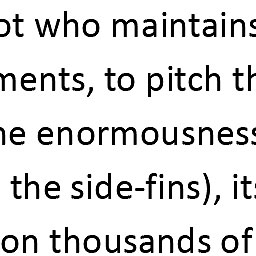 ot who maintains
ments, to pitch th
he enormousness
the side-fins), its
on thousands of